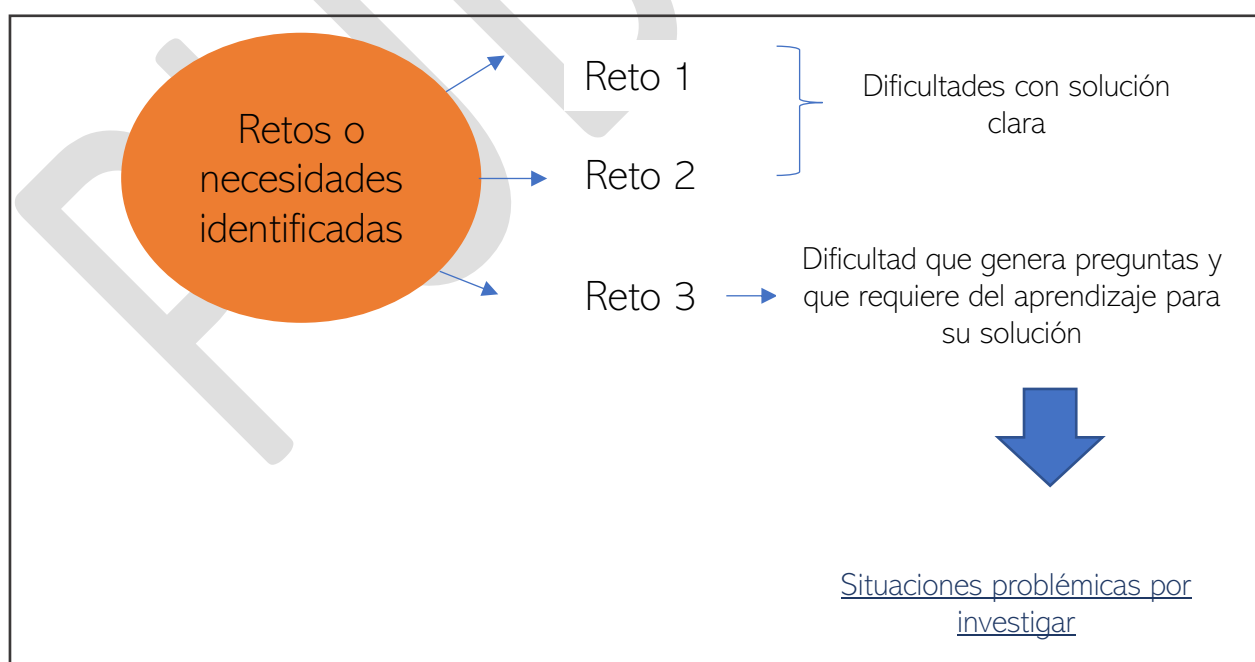 Retos o
necesidades
identificadas
Reto 1
Reto 2
Dificultades con solución
clara
Reto 3
Dificultad que genera preguntas y
que requiere del aprendizaje para
su solución
Situaciones problémicas por
investigar